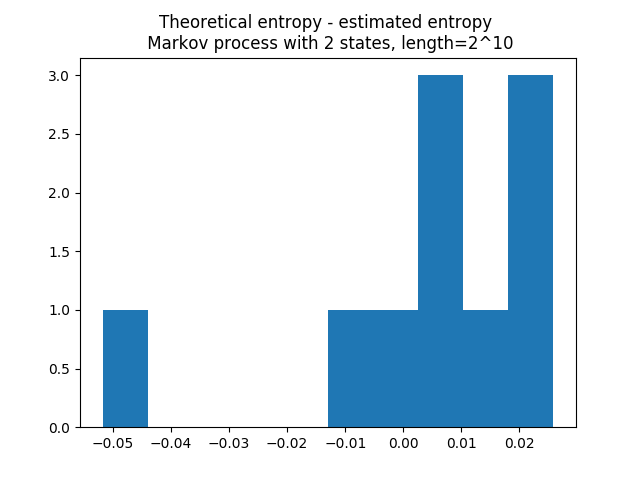 Theoretical entropy - estimated entropy
Markov process with 2 states, length=2^10
3.0
2.5
2.0
1.5
1.0
0.5
0.0
−0.05 −0.04 −0.03 −0.02 −0.01 0.00 0.01 0.02